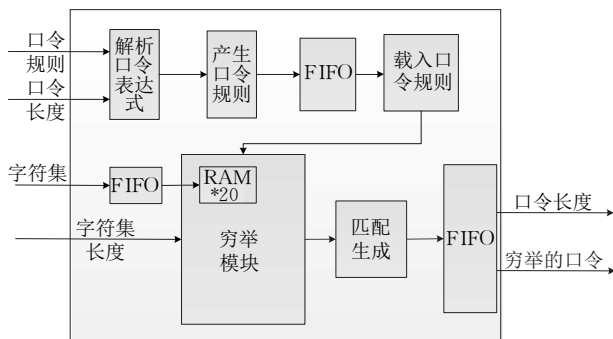 口令
规则
口令
长度
解析
口令
表达
式
产生
口令
规则
FIFO
载入口
令规则
字符集
FIFO
RAM
*20
字符集
长度
穷举
模块
匹配
生成
FIFO
口令长度
穷举的口令